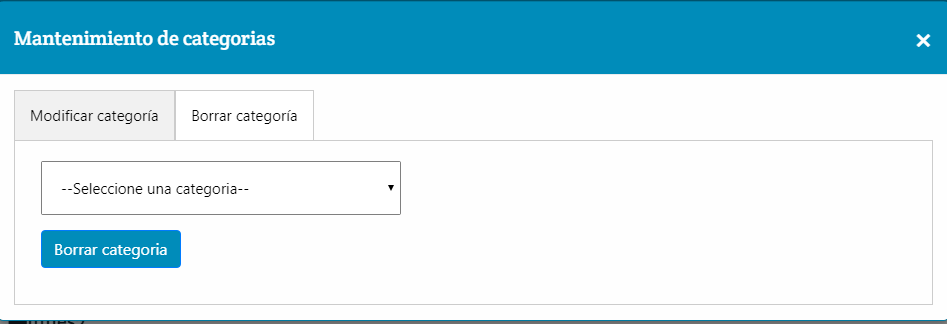 Mantenimiento de categorias
×
Modificar categoría
Borrar categoría
--Seleccione una categoria--
Borrar categoria